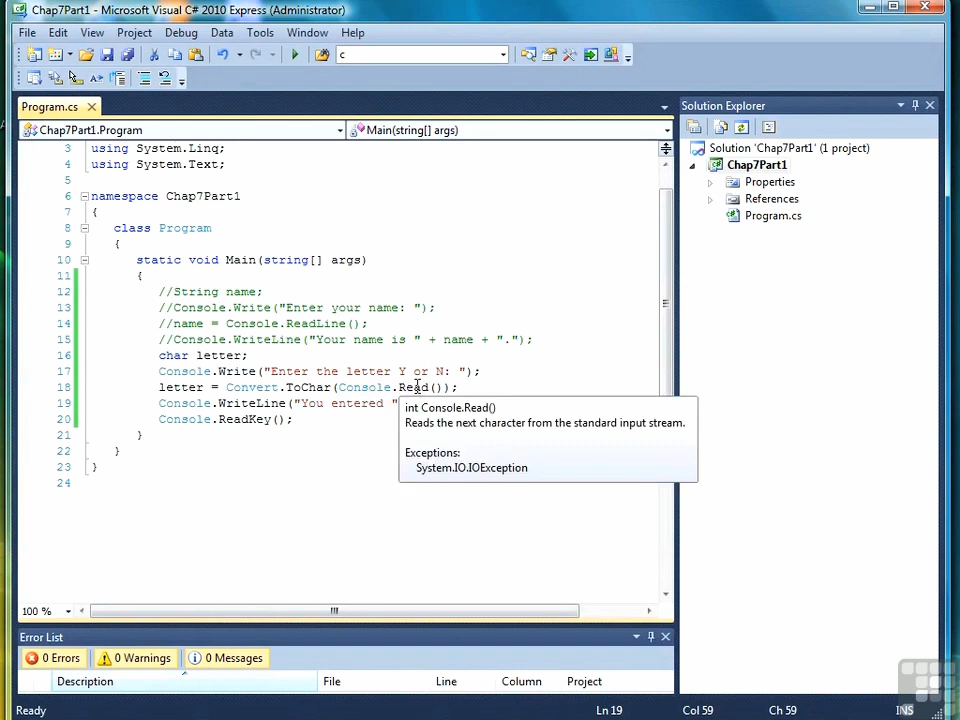 Chap7Part1 - Microsoft Visual C# 2010 Express (Administrator)
File Edit View Project Debug Data Tools Window Help
c
Program.cs
Solution Explorer
Chap7Part1.Program
Main(string[] args)
3 using System.Linq;
4 using System.Text;
5
6 namespace Chap7Part1
7 {
8 class Program
9 {
10 static void Main(string[] args)
11 {
12 //String name;
13 //Console.Write("Enter your name: ");
14 //name = Console.ReadLine();
15 //Console.WriteLine("Your name is " + name + ".");
16 char letter;
17 Console.Write("Enter the letter Y or N: ");
18 letter = Convert.ToChar(Console.Read());
19 Console.WriteLine("You entered "
20 Console.ReadKey();
21 }
22 }
23 }
24
int Console.Read()
Reads the next character from the standard input stream.
Exceptions:
System.IO.IOException
Solution 'Chap7Part1' (1 project)
Chap7Part1
Properties
References
Program.cs
100 %
Error List
0 Errors 0 Warnings 0 Messages
Description File Line Column Project
Ready Ln 19 Col 59 Ch 59 INS